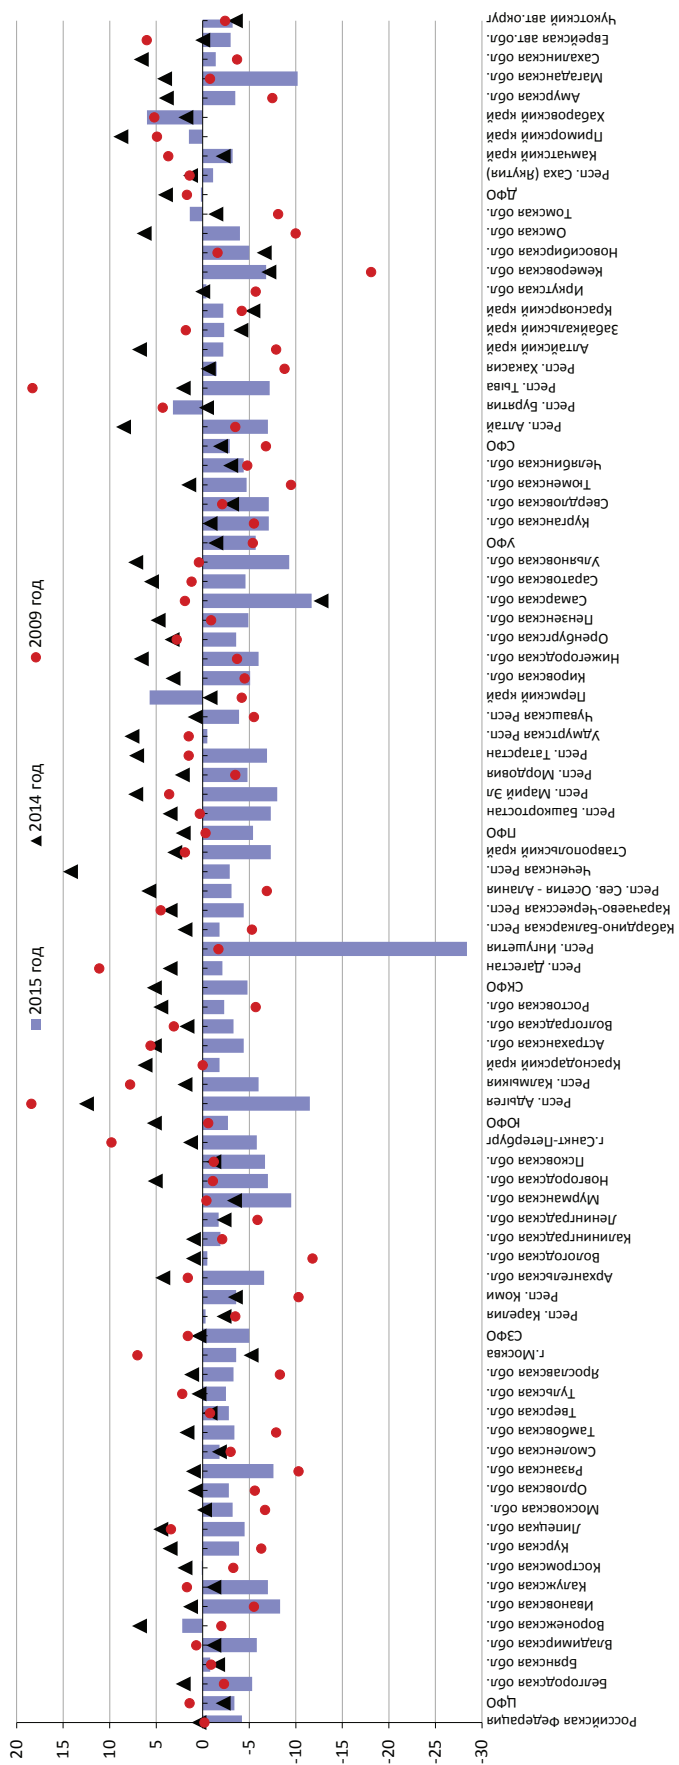 2015 год
2014 год
2009 год
20
15
10
5
0
-5
-10
-15
-20
-25
-30
Российская Федерация
ЦФО
Белгородская обл.
Брянская обл.
Владимирская обл.
Воронежская обл.
Ивановская обл.
Калужская обл.
Костромская обл.
Курская обл.
Липецкая обл.
Московская обл.
Орловская обл.
Рязанская обл.
Смоленская обл.
Тамбовская обл.
Тверская обл.
Тульская обл.
Ярославская обл.
г.Москва
СЗФО
Респ. Карелия
Респ. Коми
Архангельская обл.
Вологодская обл.
Калининградская обл.
Ленинградская обл.
Мурманская обл.
Новгородская обл.
Псковская обл.
г.Санкт-Петербург
ЮФО
Респ. Адыгея
Респ. Калмыкия
Краснодарский край
Астраханская обл.
Волгоградская обл.
Ростовская обл.
СКФО
Респ. Дагестан
Респ. Ингушетия
Кабардино-Балкарская Респ.
Карачаево-Черкесская Респ.
Респ. Сев. Осетия - Алания
Чеченская Респ.
Ставропольский край
ПФО
Респ. Башкортостан
Респ. Марий Эл
Респ. Мордовия
Респ. Татарстан
Удмуртская Респ.
Чувашская Респ.
Пермский край
Кировская обл.
Нижегородская обл.
Оренбургская обл.
Пензенская обл.
Самарская обл.
Саратовская обл.
Ульяновская обл.
УФО
Курганская обл.
Свердловская обл.
Тюменская обл.
Челябинская обл.
СФО
Респ. Алтай
Респ. Бурятия
Респ. Тыва
Респ. Хакасия
Алтайский край
Забайкальский край
Красноярский край
Иркутская обл.
Кемеровская обл.
Новосибирская обл.
Омская обл.
Томская обл.
ДФО
Респ. Саха (Якутия)
Камчатский край
Приморский край
Хабаровский край
Амурская обл.
Магаданская обл.
Сахалинская обл.
Еврейская авт.обл.
Чукотский авт.округ